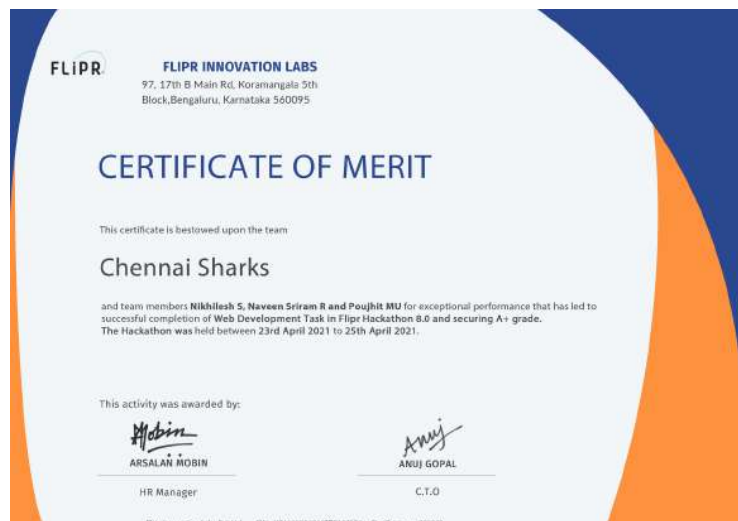 FLiPR
FLIPR INNOVATION LABS
97, 17th B Main Rd, Koramangala 5th
Block,Bengaluru, Karnataka 560095
CERTIFICATE OF MERIT
This certificate is bestowed upon the team
Chennai Sharks
and team members Nikhilesh S, Naveen Sriram R and Poujhit MU for exceptional performance that has led to
successful completion of Web Development Task in Flipr Hackathon 8.0 and securing A+ grade.
The Hackathon was held between 23rd April 2021 to 25th April 2021.
This activity was awarded by:
Mobin
ARSALAN MOBIN
HR Manager
Anuj
ANUJ GOPAL
C.T.O